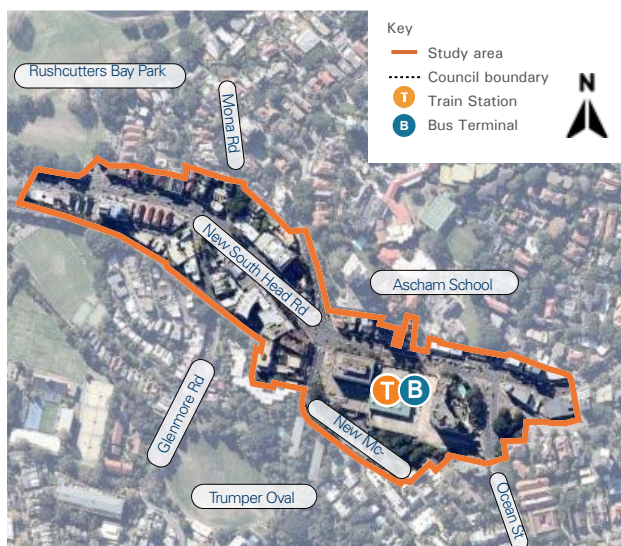 Key
Study area
Council boundary
T Train Station
B Bus Terminal
N
Rushcutters Bay Park
Mona Rd
New South Head Rd
Ascham School
T B
Glenmore Rd
New Mc-
Trumper Oval
Ocean St